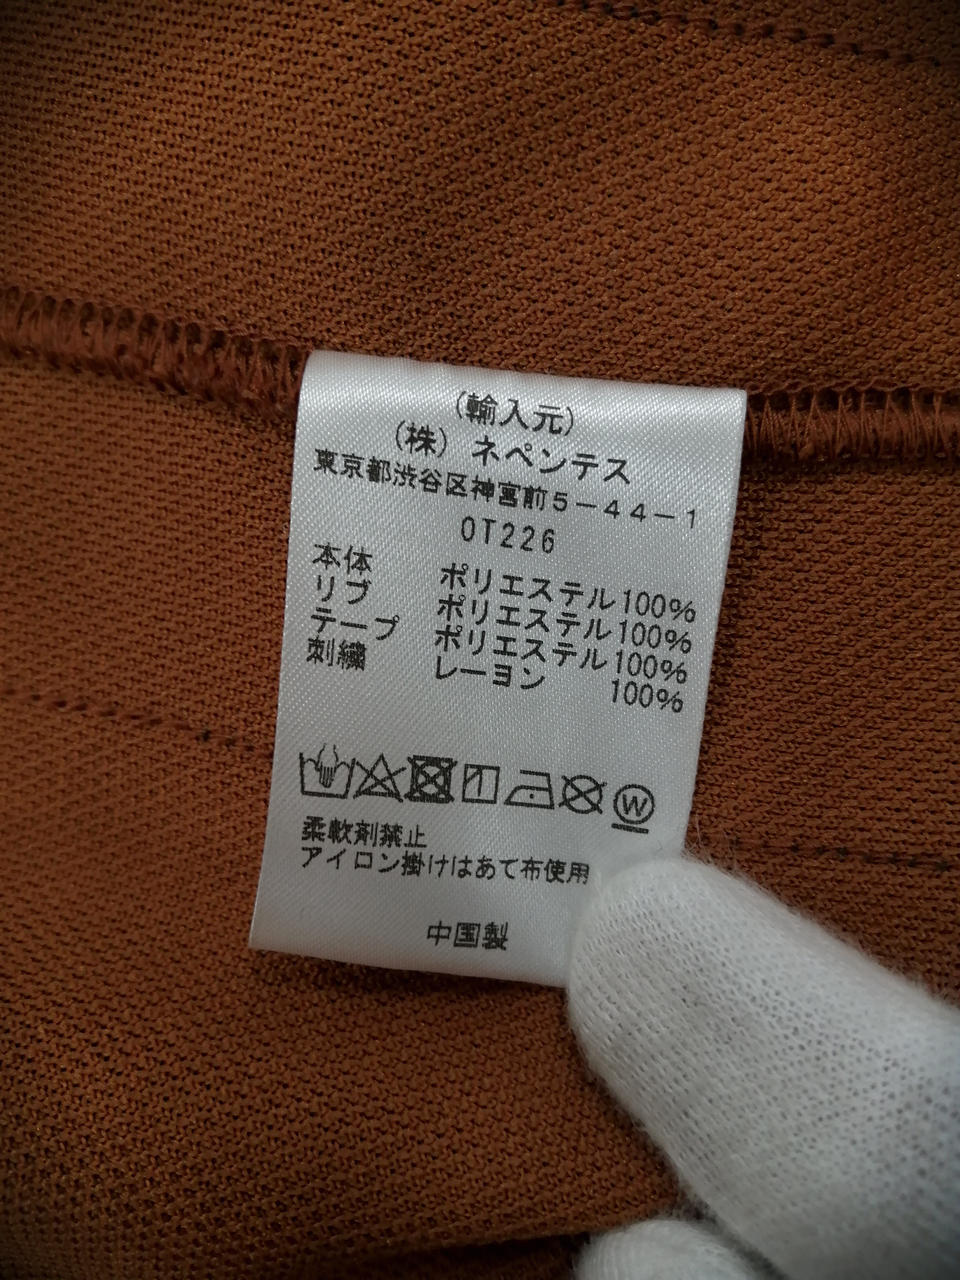 (輸入元)
(株) ネペンテス
東京都渋谷区神宮前5-44-1
OT226
本体 ポリエステル100%
リブ ポリエステル100%
テープ ポリエステル100%
刺繍 レーヨン 100%
W
柔軟剤禁止
アイロン掛けはあて布使用
中国製